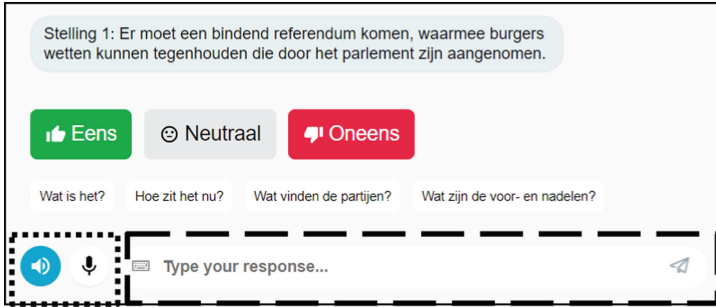 Stelling 1: Er moet een bindend referendum komen, waarmee burgers
wetten kunnen tegenhouden die door het parlement zijn aangenomen.
Eens
Neutraal
Oneens
Wat is het?
Hoe zit het nu?
Wat vinden de partijen?
Wat zijn de voor- en nadelen?
Type your response...